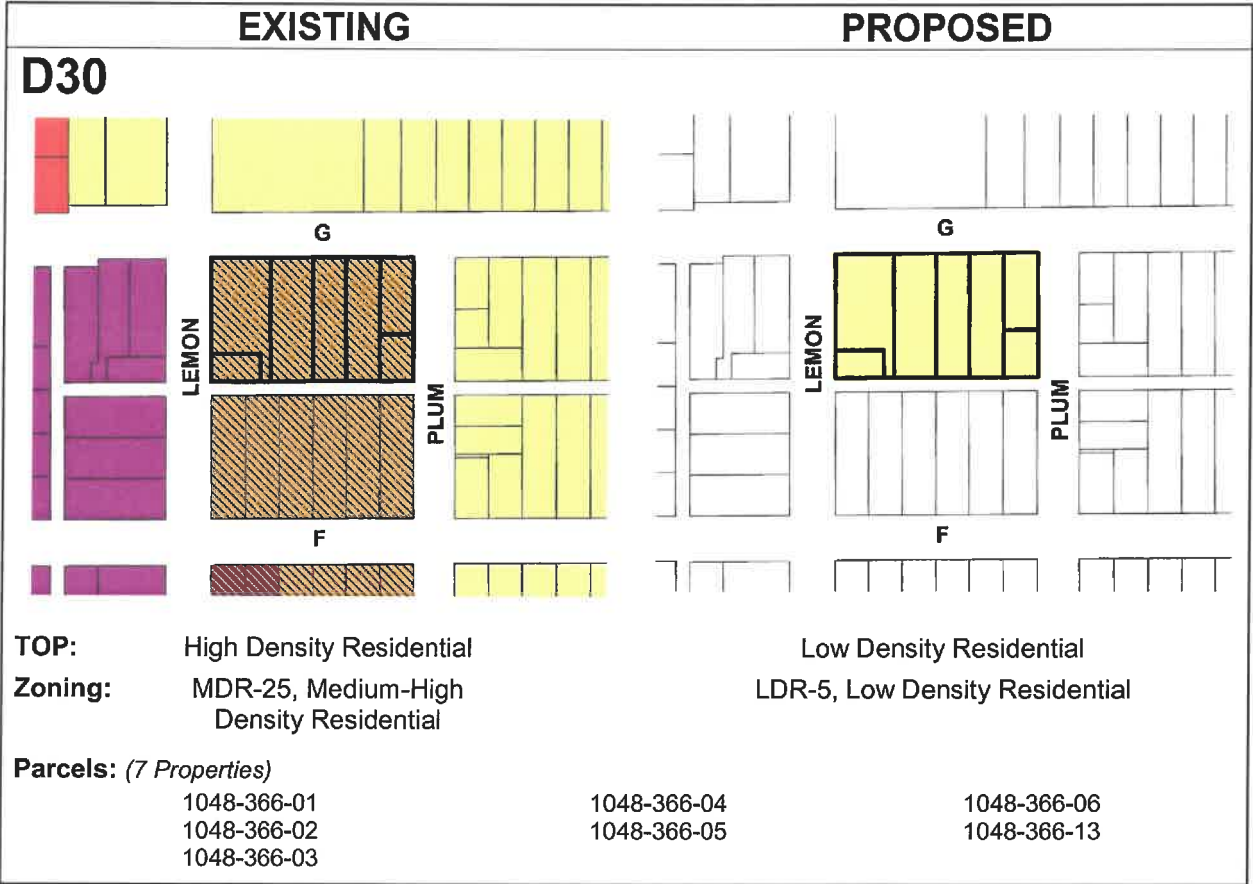 EXISTING PROPOSED
D30
G G
LEMON LEMON
PLUM PLUM
F F
TOP: High Density Residential Low Density Residential
Zoning: MDR-25, Medium-High LDR-5, Low Density Residential
Density Residential
Parcels: (7 Properties)
1048-366-01 1048-366-04 1048-366-06
1048-366-02 1048-366-05 1048-366-13
1048-366-03